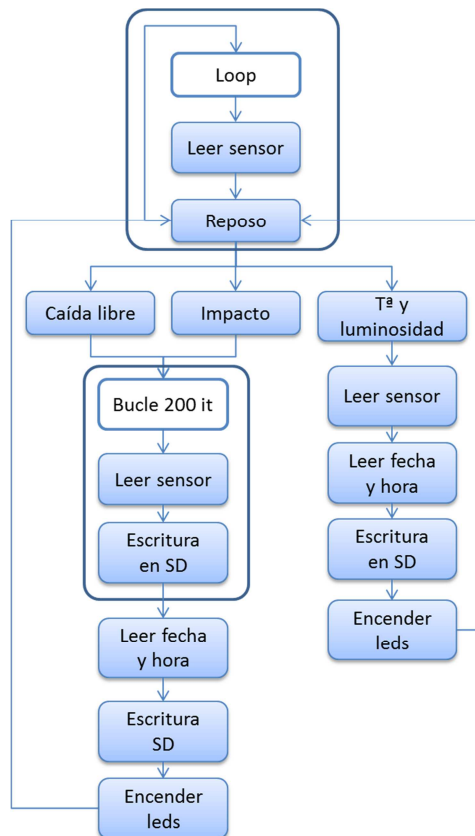 Loop
Leer sensor
Reposo
Caída libre
Impacto
Tª y
luminosidad
Bucle 200 it
Leer sensor
Escritura
en SD
Leer fecha
y hora
Escritura
SD
Encender
leds
Leer sensor
Leer fecha
y hora
Escritura
en SD
Encender
leds